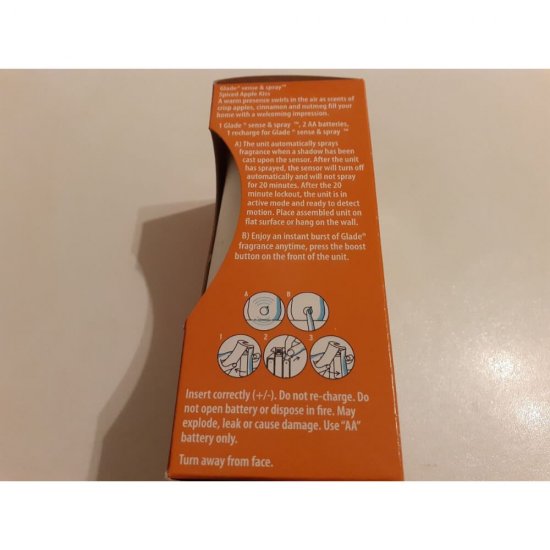 Glade® sense & spray™
Spiced Apple Kiss
A warm presence swirls in the air as scents of
crisp apples, cinnamon and nutmeg fill your
home with a welcoming impression.
1 Glade® sense & spray ™, 2 AA batteries,
1 recharge for Glade® sense & spray ™
A) The unit automatically sprays
fragrance when a shadow has been
cast upon the sensor. After the unit
has sprayed, the sensor will turn off
automatically and will not spray
for 20 minutes. After the 20
minute lockout, the unit is in
active mode and ready to detect
motion. Place assembled unit on
flat surface or hang on the wall.
B) Enjoy an instant burst of Glade®
fragrance anytime, press the boost
button on the front of the unit.
A B
1 2 3
Insert correctly (+/-). Do not re-charge. Do
not open battery or dispose in fire. May
explode, leak or cause damage. Use "AA"
battery only.
Turn away from face.